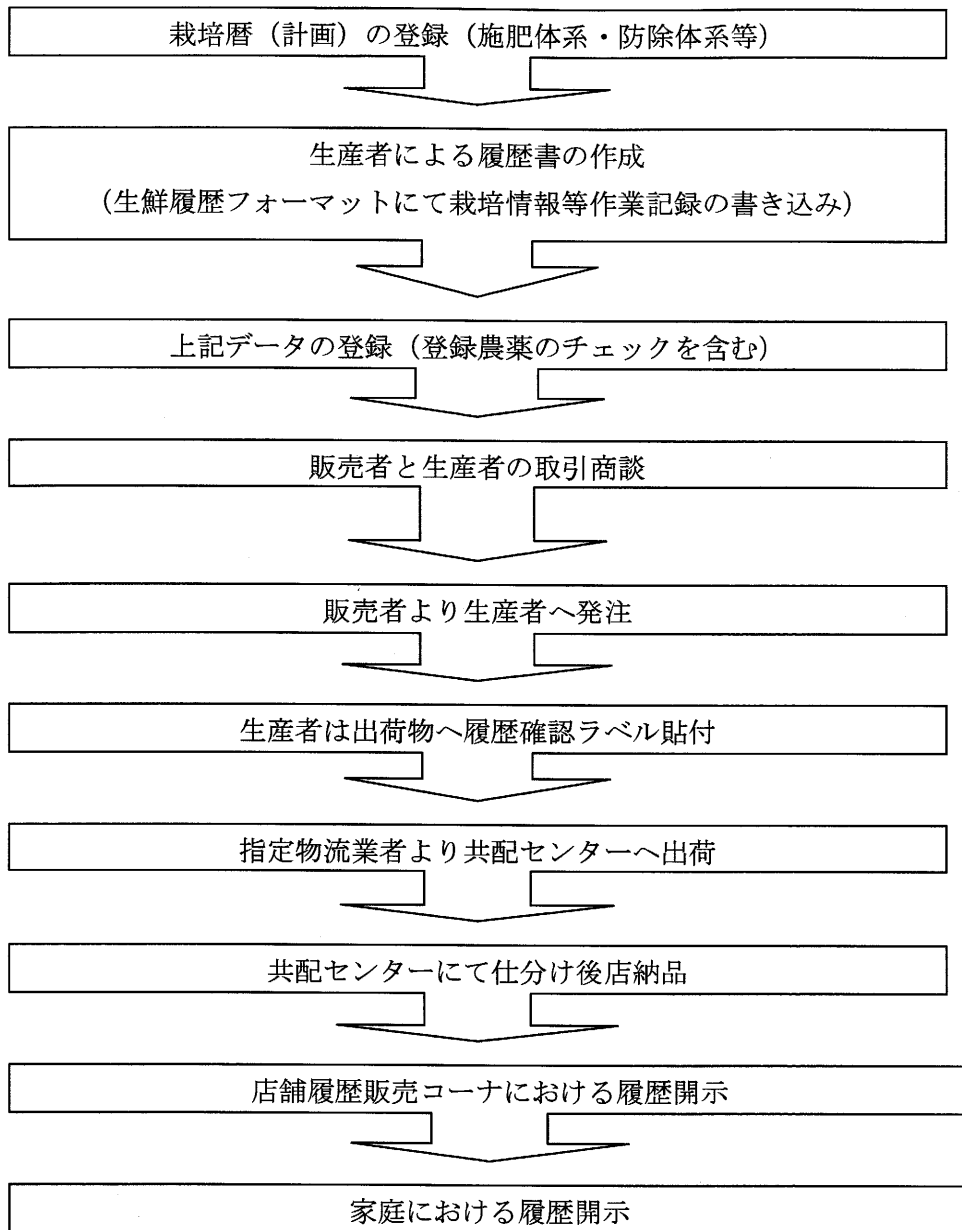 栽培暦（計画）の登録（施肥体系・防除体系等）
生産者による履歴書の作成
（生鮮履歴フォーマットにて栽培情報等作業記録の書き込み）
上記データの登録（登録農薬のチェックを含む）
販売者と生産者の取引商談
販売者より生産者へ発注
生産者は出荷物へ履歴確認ラベル貼付
指定物流業者より共配センターへ出荷
共配センターにて仕分け後店納品
店舗履歴販売コーナにおける履歴開示
家庭における履歴開示